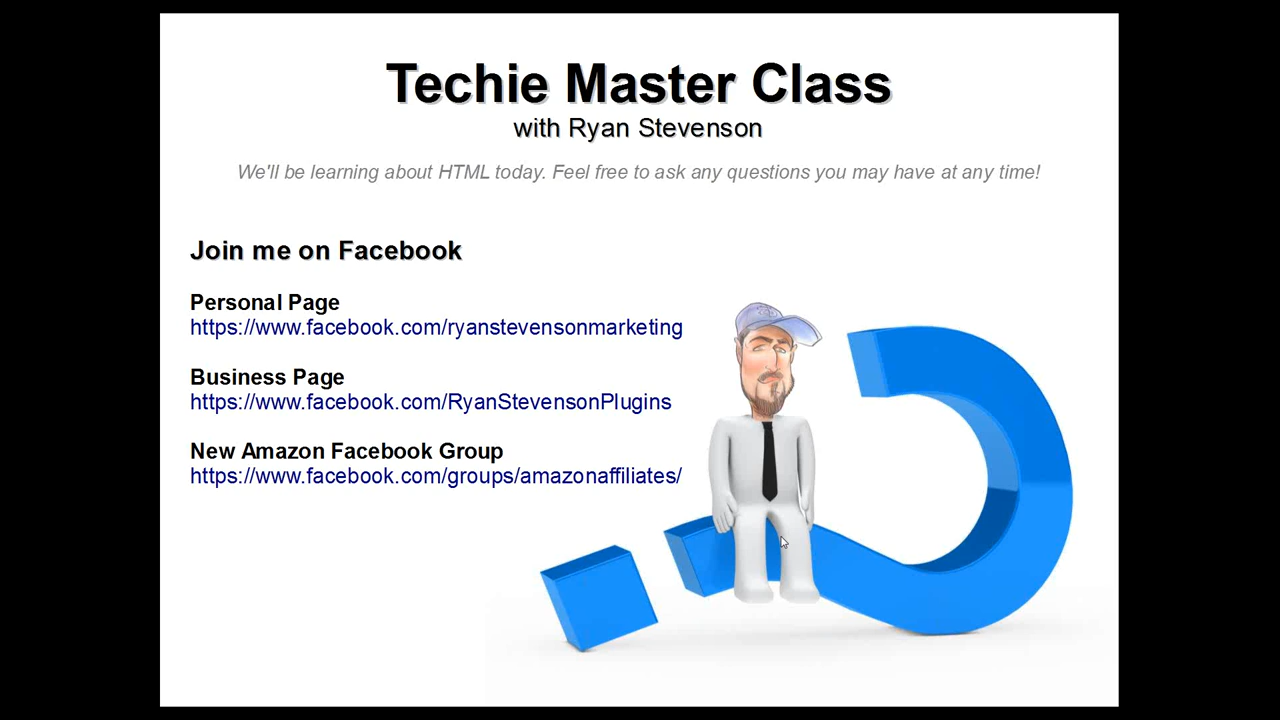 Techie Master Class
with Ryan Stevenson
We'll be learning about HTML today. Feel free to ask any questions you may have at any time!
Join me on Facebook
Personal Page
https://www.facebook.com/ryanstevensonmarketing
Business Page
https://www.facebook.com/RyanStevensonPlugins
New Amazon Facebook Group
https://www.facebook.com/groups/amazonaffiliates/